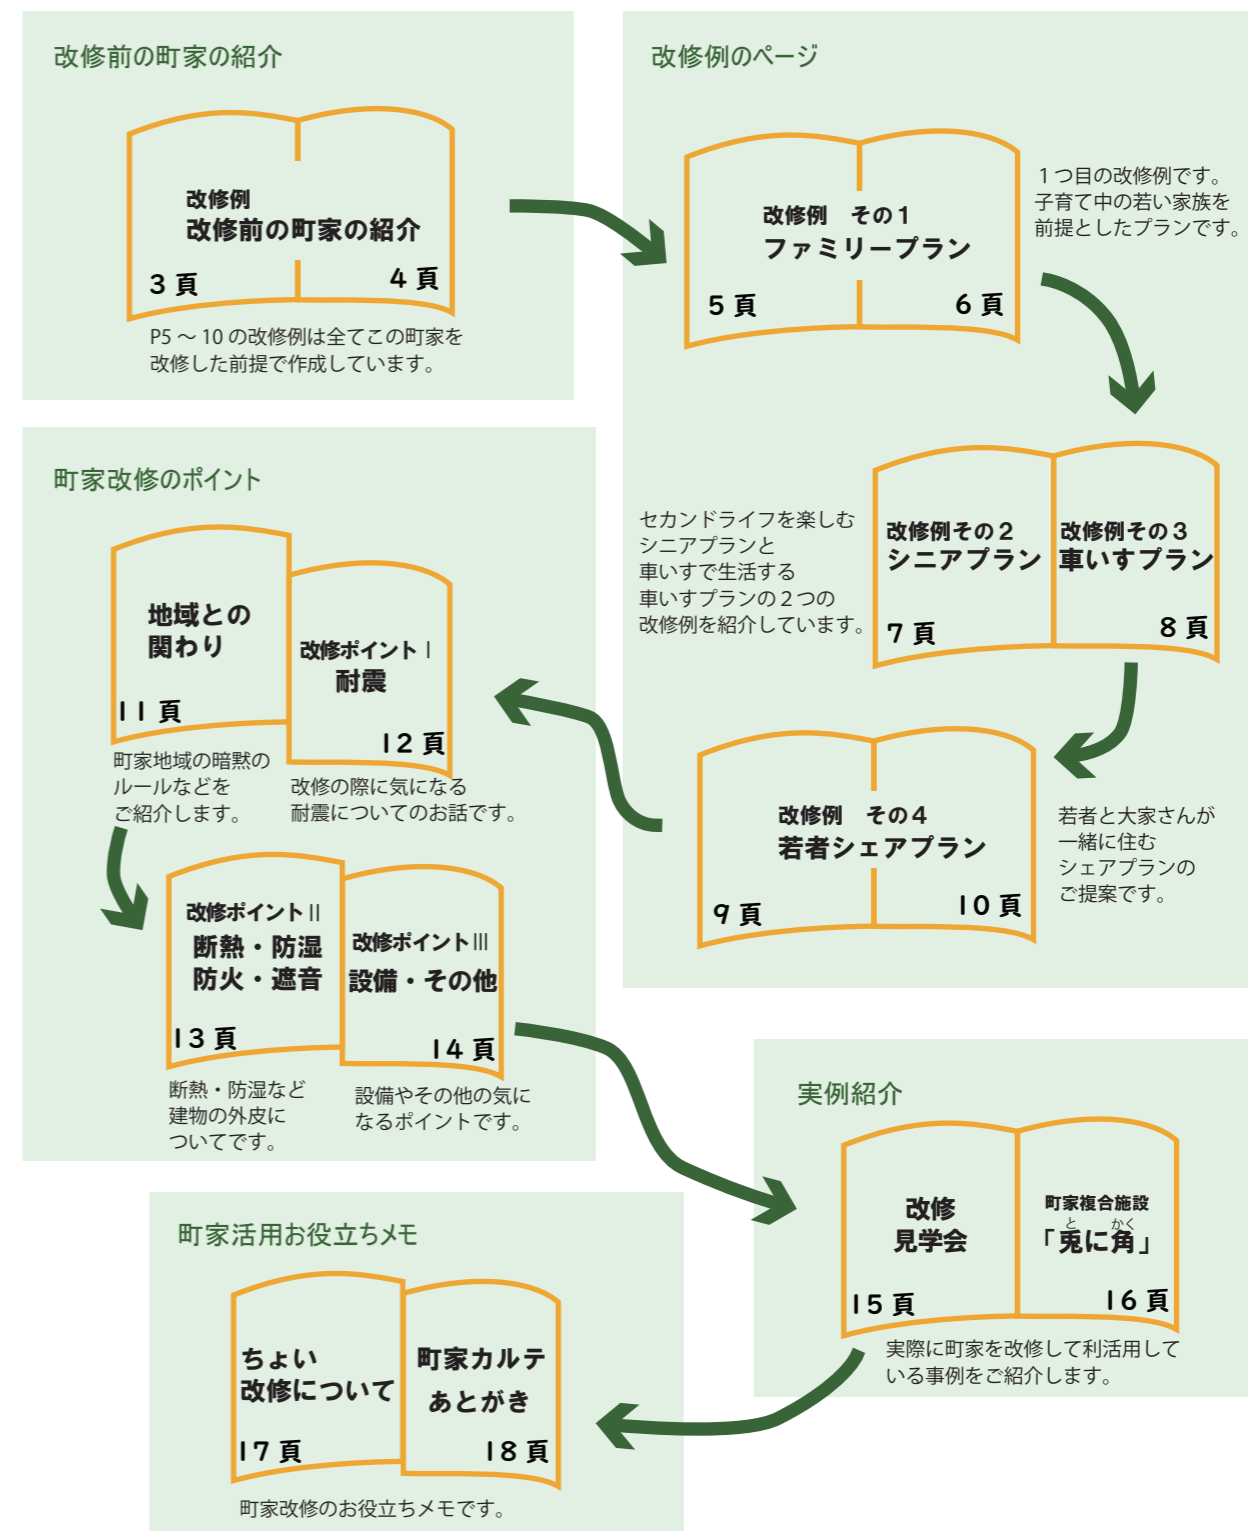 改修前の町家の紹介
改修例
改修前の町家の紹介
3 頁
4 頁
P5 ～ 10 の改修例は全てこの町家を
改修した前提で作成しています。
改修例のページ
改修例　その１
ファミリープラン
5 頁
6 頁
１つ目の改修例です。
子育て中の若い家族を
前提としたプランです。
改修例その２
シニアプラン
7 頁
改修例その３
車いすプラン
8 頁
セカンドライフを楽しむ
シニアプランと
車いすで生活する
車いすプランの２つの
改修例を紹介しています。
改修例　その４
若者シェアプラン
9 頁
10 頁
若者と大家さんが
一緒に住む
シェアプランの
ご提案です。
町家改修のポイント
地域との
関わり
11 頁
町家地域の暗黙の
ルールなどを
ご紹介します。
改修ポイントⅠ
耐震
12 頁
改修の際に気になる
耐震についてのお話です。
改修ポイントⅡ
断熱・防湿
防火・遮音
13 頁
断熱・防湿など
建物の外皮に
ついてです。
改修ポイントⅢ
設備・その他
14 頁
設備やその他の気に
なるポイントです。
実例紹介
改修
見学会
15 頁
町家複合施設
と　かく
「兎に角」
16 頁
実際に町家を改修して利活用して
いる事例をご紹介します。
町家活用お役立ちメモ
ちょい
改修について
17 頁
町家カルテ
あとがき
18 頁
町家改修のお役立ちメモです。